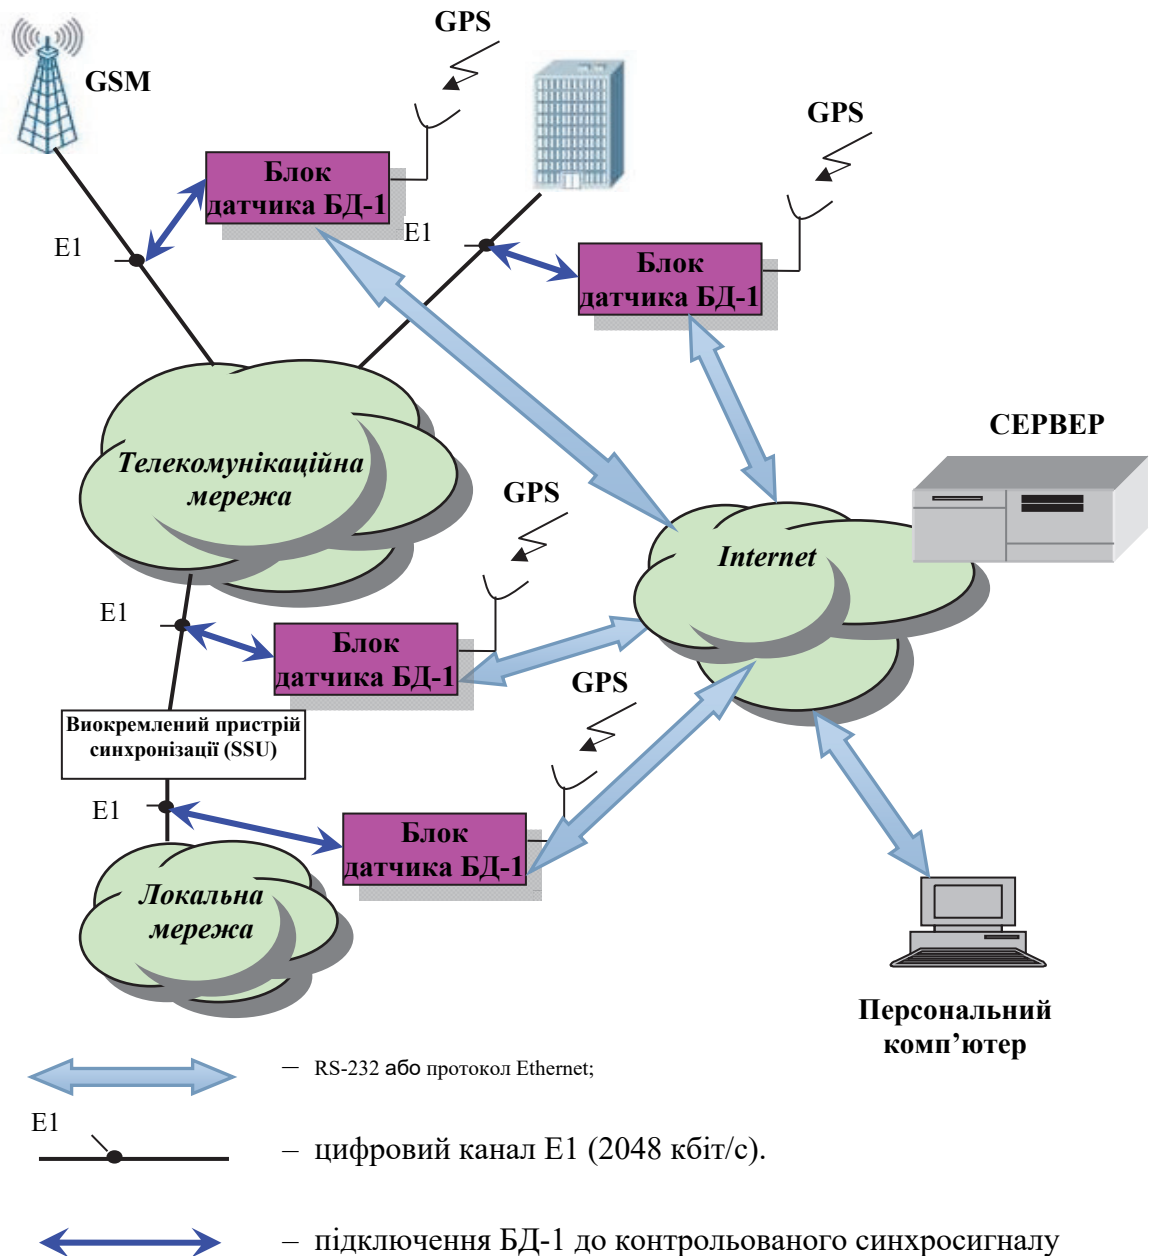 GPS
GSM
GPS
Блок
датчика БД-1
E1
E1
Блок
датчика БД-1
СЕРВЕР
Телекомунікаційна
мережа
GPS
Internet
E1
Блок
датчика БД-1
GPS
Виокремлений пристрій
синхронізації (SSU)
E1
Блок
датчика БД-1
Локальна
мережа
Персональний
комп’ютер
– RS-232 або протокол Ethernet;
E1
– цифровий канал E1 (2048 кбіт/с).
– підключення БД-1 до контрольованого синхросигналу